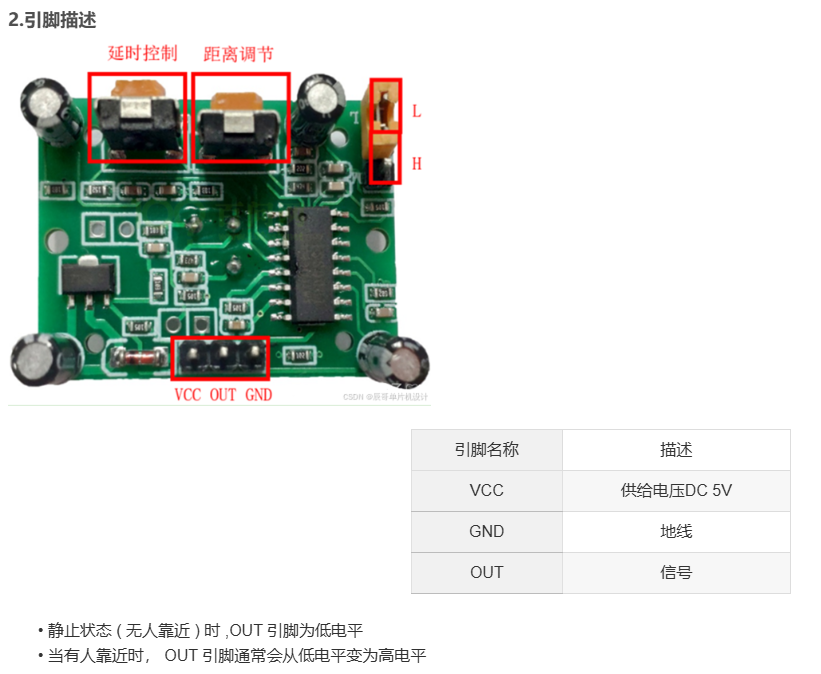 2.引脚描述
延时控制 距离调节
L
H
VCC OUT GND
CSDN @辰哥单片机设计
引脚名称 描述
VCC 供给电压DC 5V
GND 地线
OUT 信号
• 静止状态 ( 无人靠近 ) 时 ,OUT 引脚为低电平
• 当有人靠近时， OUT 引脚通常会从低电平变为高电平